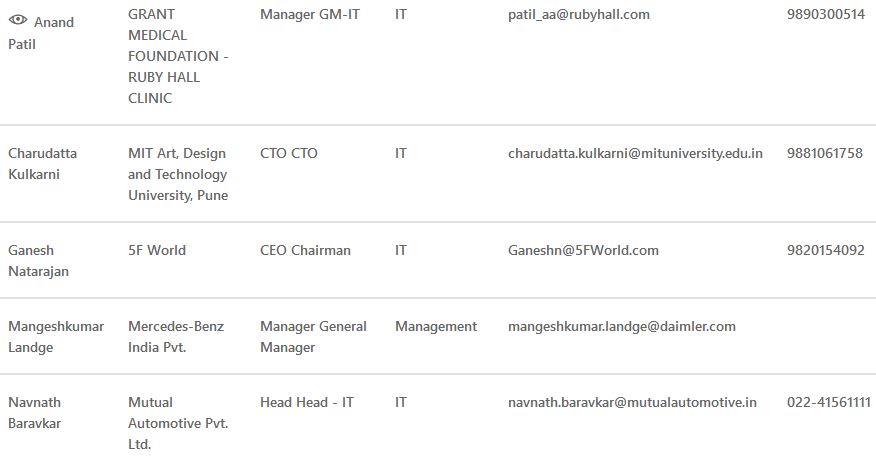 Anand Patil	GRANT MEDICAL FOUNDATION - RUBY HALL CLINIC	Manager GM-IT	IT	patil_aa@rubyhall.com	9890300514
Charudatta Kulkarni	MIT Art, Design and Technology University, Pune	CTO CTO	IT	charudatta.kulkarni@mituniversity.edu.in	9881061758
Ganesh Natarajan	5F World	CEO Chairman	IT	Ganeshn@5FWorld.com	9820154092
Mangeshkumar Landge	Mercedes-Benz India Pvt.	Manager General Manager	Management	mangeshkumar.landge@daimler.com
Navnath Baravkar	Mutual Automotive Pvt. Ltd.	Head Head - IT	IT	navnath.baravkar@mutualautomotive.in	022-41561111